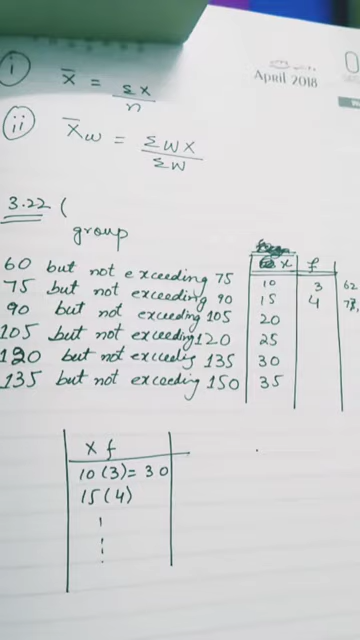 April 2018
i x̄ = Σx
n
ii x̄w = Σwx
Σw
3.22 (
group
x f
60 but not exceeding 75 10 3 62
75 but not exceeding 90 15 4
90 but not exceeding 105 20
105 but not exceeding 120 25
120 but not exceeding 135 30
135 but not exceeding 150 35
x f
10(3)= 30
15(4)